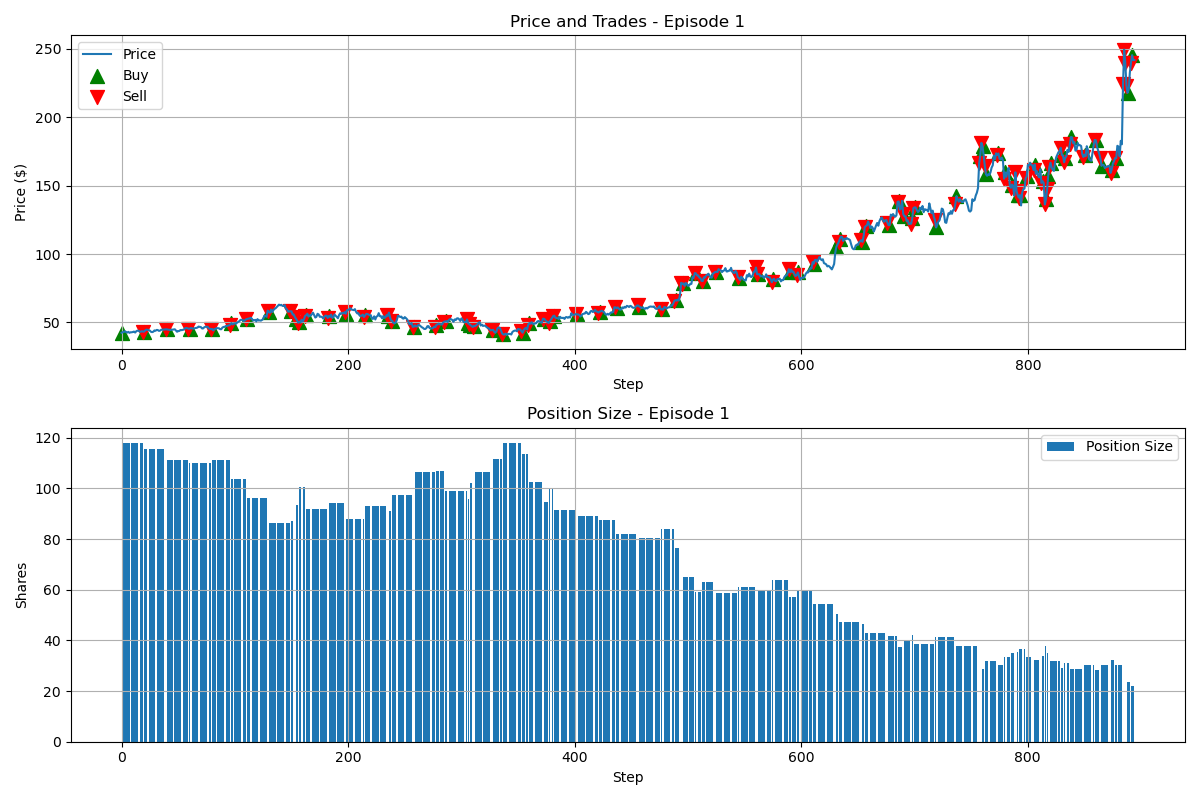 Price and Trades - Episode 1
Price ($)
250
200
150
100
50
Price
Buy
Sell
0 200 400 600 800
Step
Position Size - Episode 1
Shares
120
100
80
60
40
20
0
Position Size
0 200 400 600 800
Step